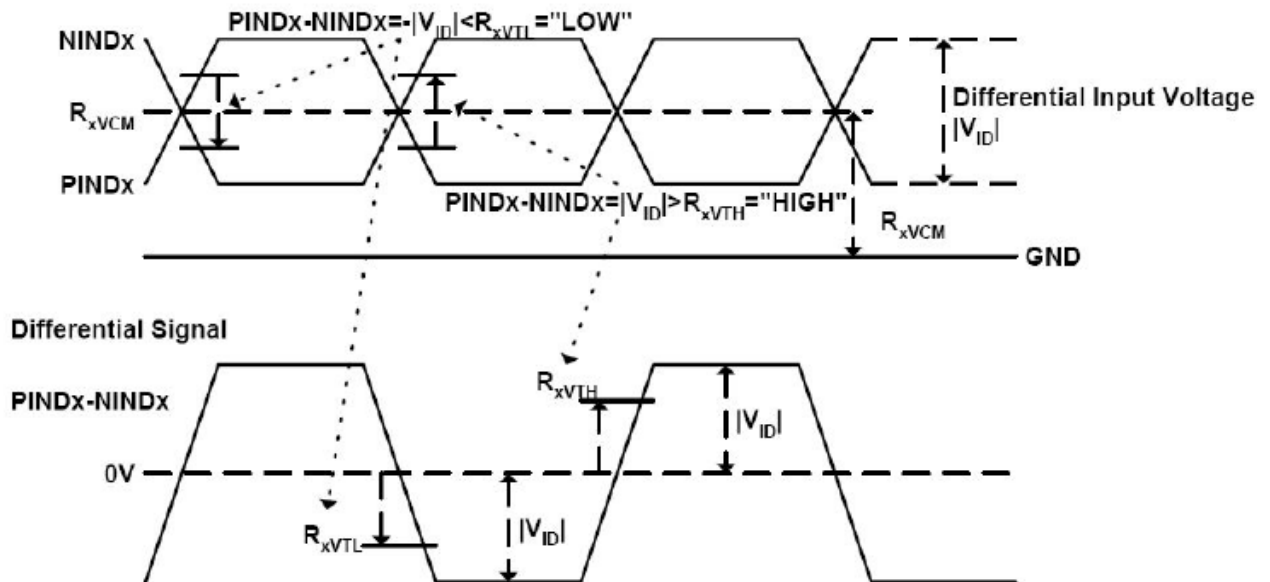 PINDx-NINDx=-|VID|<RxVTL="LOW"
NINDx
RxVCM
Differential Input Voltage
|VID|
PINDx
PINDx-NINDx=|VID|>RxVTH="HIGH"
RxVCM
GND
Differential Signal
PINDx-NINDx
RxVTH
|VID|
0V
RxVTL
|VID|